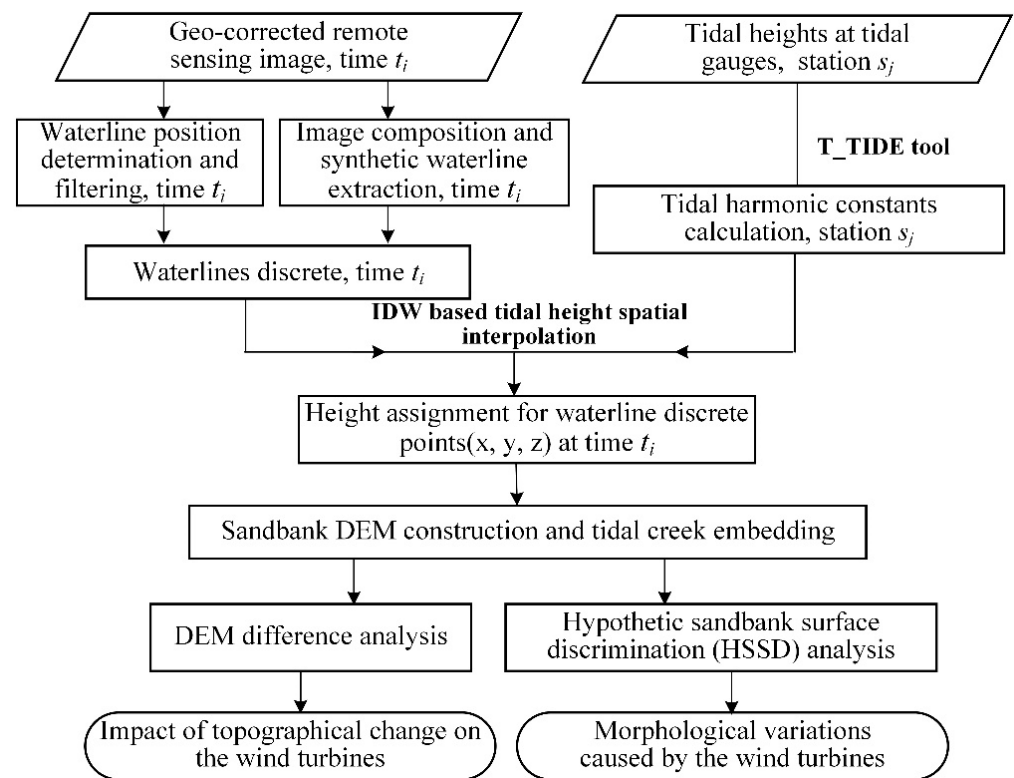 Geo-corrected remote
sensing image, time ti
Tidal heights at tidal
gauges, station sj
Waterline position
determination and
filtering, time ti
Image composition and
synthetic waterline
extraction, time ti
T_TIDE tool
Tidal harmonic constants
calculation, station sj
Waterlines discrete, time ti
IDW based tidal height spatial
interpolation
Height assignment for waterline discrete
points(x, y, z) at time ti
Sandbank DEM construction and tidal creek embedding
DEM difference analysis
Hypothetic sandbank surface
discrimination (HSSD) analysis
Impact of topographical change on
the wind turbines
Morphological variations
caused by the wind turbines